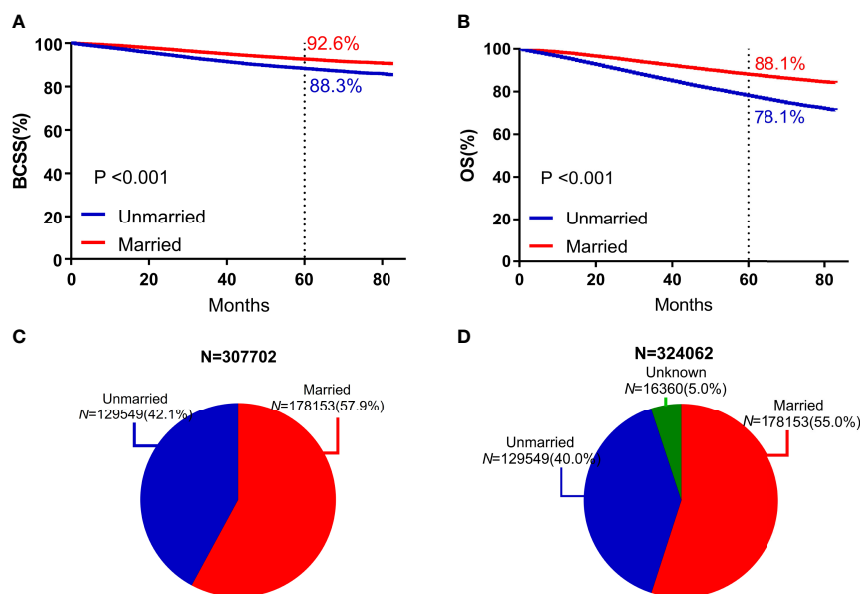 A
100
80
60
40
20
0
BCSS(%)
92.6%
88.3%
P <0.001
Unmarried
Married
0 20 40 60 80
Months
B
100
80
60
40
20
0
OS(%)
88.1%
78.1%
P <0.001
Unmarried
Married
0 20 40 60 80
Months
C
N=307702
Unmarried
N=129549(42.1%)
Married
N=178153(57.9%)
D
N=324062
Unknown
N=16360(5.0%)
Married
N=178153(55.0%)
Unmarried
N=129549(40.0%)